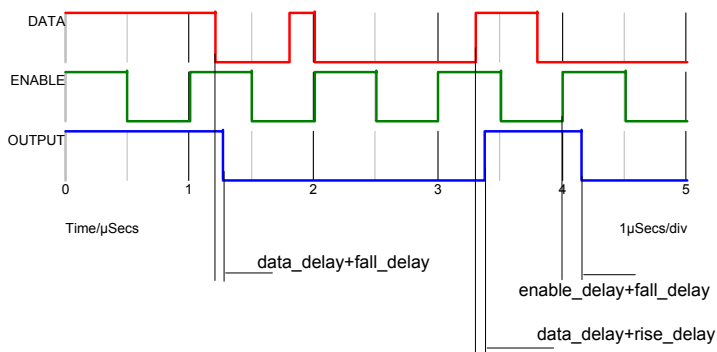 DATA
ENABLE
OUTPUT
0 1 2 3 4 5
Time/µSecs 1µSecs/div
data_delay+fall_delay
enable_delay+fall_delay
data_delay+rise_delay